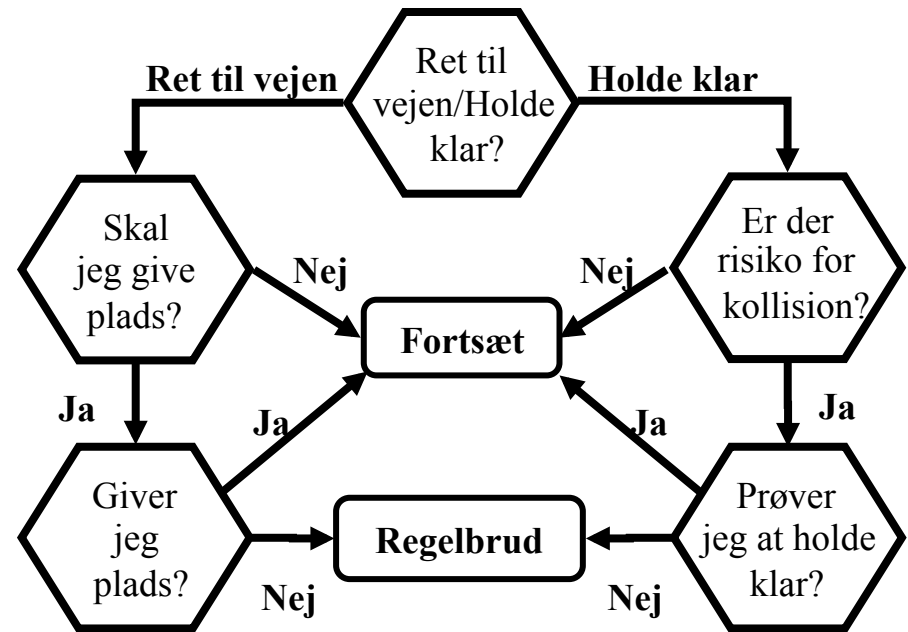 Ret til
vejen/Holde
klar?
Ret til vejen
Holde klar
Skal
jeg give
plads?
Er der
risiko for
kollision?
Nej
Nej
Fortsæt
Ja
Ja
Ja
Ja
Giver
jeg
plads?
Regelbrud
Prøver
jeg at holde
klar?
Nej
Nej